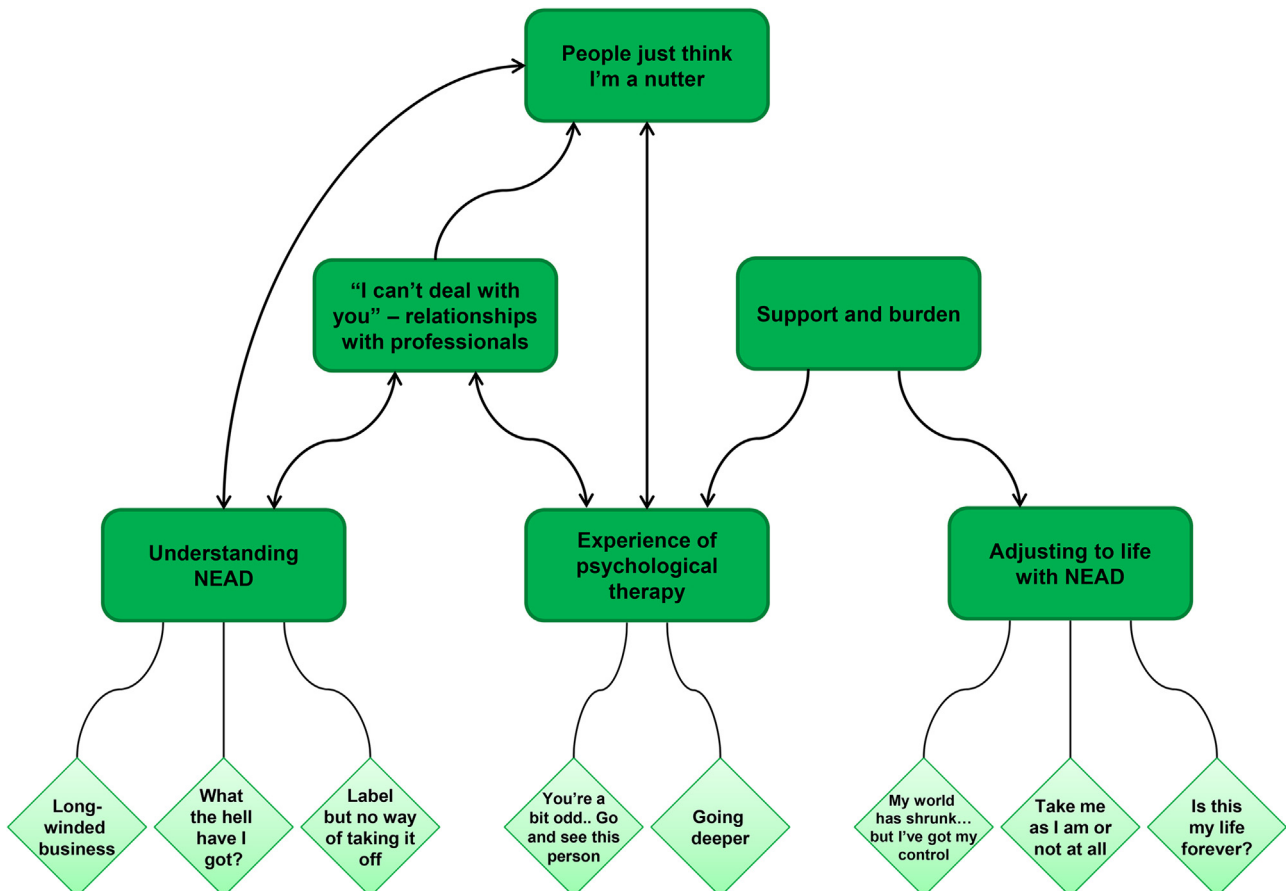 People just think
I'm a nutter
“I can't deal with
you” – relationships
with professionals
Support and burden
Understanding
NEAD
Experience of
psychological
therapy
Adjusting to life
with NEAD
Long-
winded
business
What
the hell
have I
got?
Label
but no way
of taking it
off
You're a
bit odd.. Go
and see this
person
Going
deeper
My world
has shrunk...
but I've got my
control
Take me
as I am or
not at all
Is this
my life
forever?